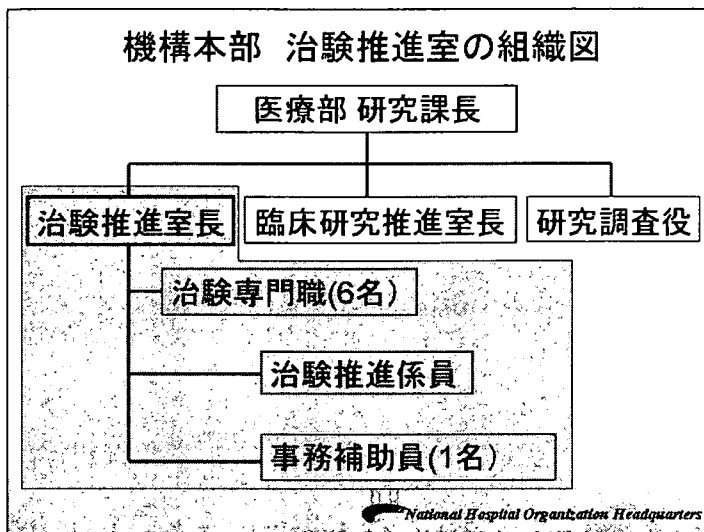 機構本部 治験推進室の組織図
医療部 研究課長
治験推進室長
臨床研究推進室長
研究調査役
治験専門職(6名)
治験推進係員
事務補助員(1名)
National Hospital Organization Headquarters